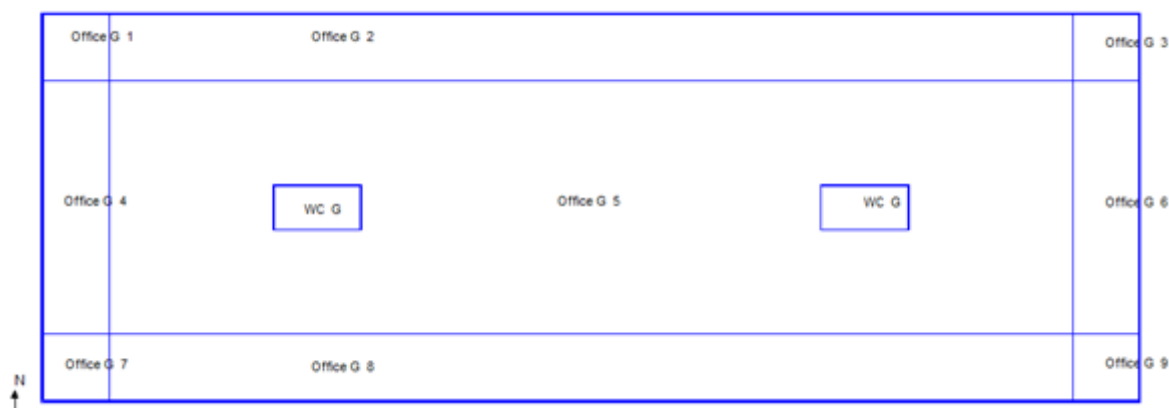 Office G 1
Office G 2
Office G 3
Office G 4
WC G
Office G 5
WC G
Office G 6
Office G 7
Office G 8
Office G 9
N